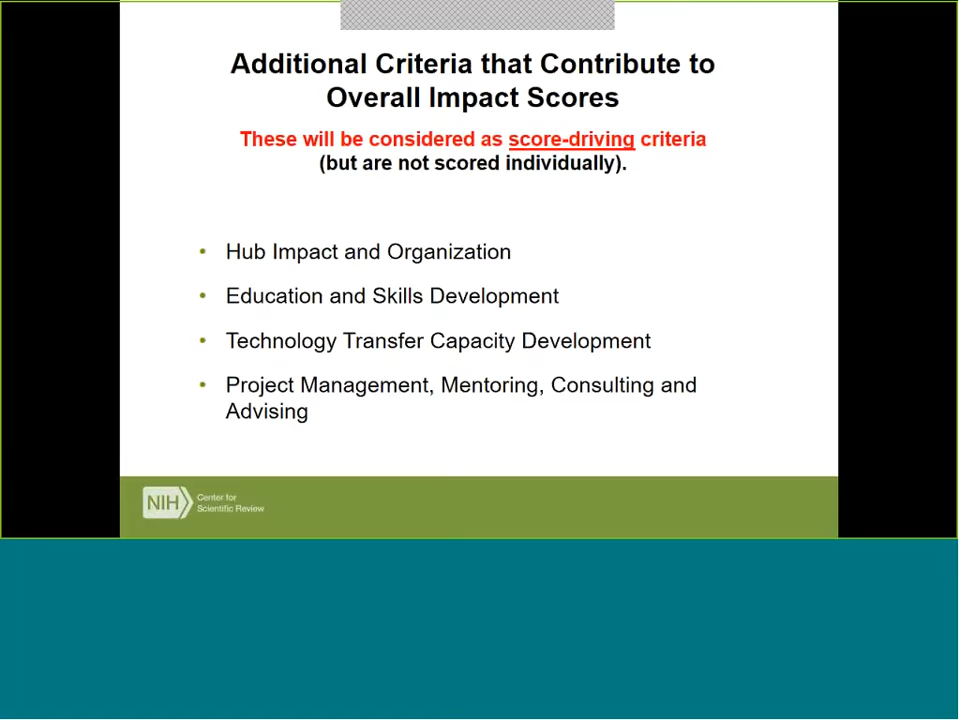 Additional Criteria that Contribute to
Overall Impact Scores
These will be considered as score-driving criteria
(but are not scored individually).
• Hub Impact and Organization
• Education and Skills Development
• Technology Transfer Capacity Development
• Project Management, Mentoring, Consulting and
Advising
NIH
Center for
Scientific Review